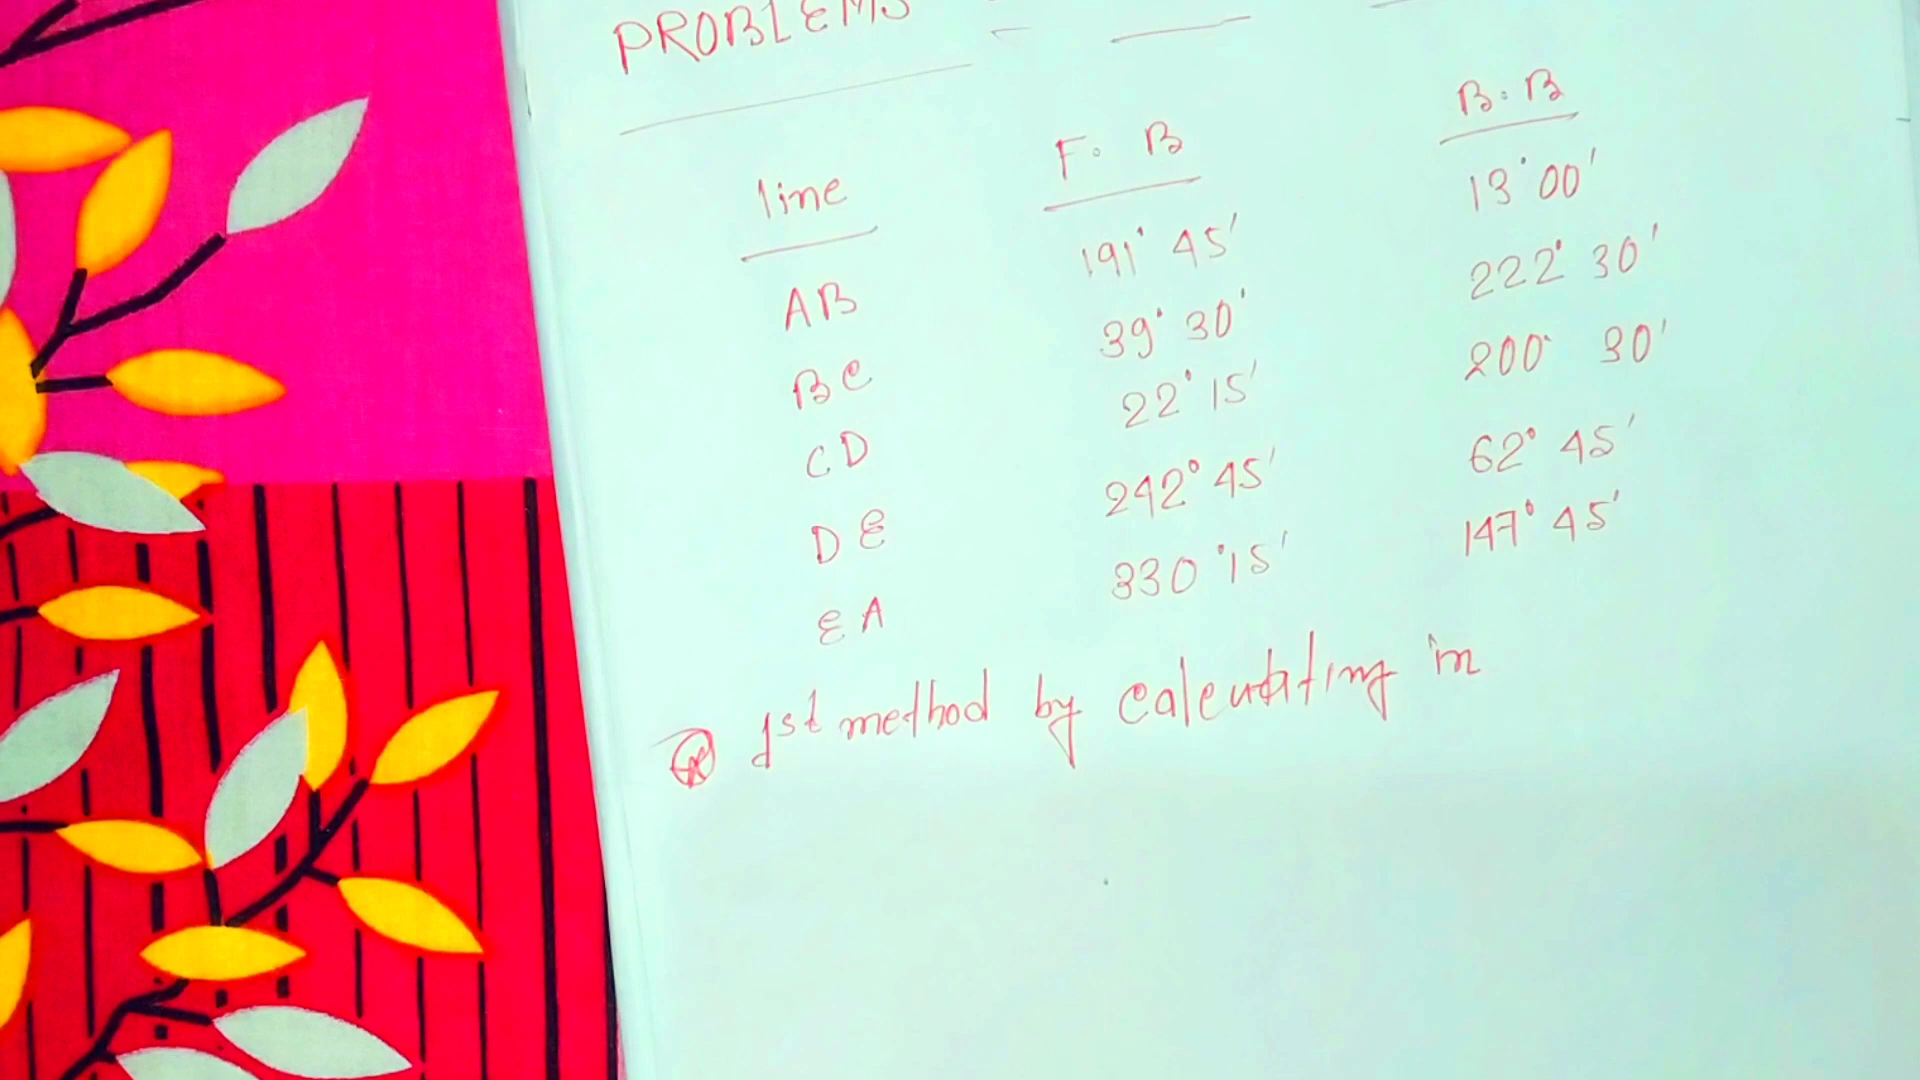 PROBLEMS
line F. B B. B
AB 191° 45' 13° 00'
BC 39° 30' 222° 30'
CD 22° 15' 200° 30'
DE 242° 45' 62° 45'
EA 330° 15' 147° 45'
1st method by calculating in